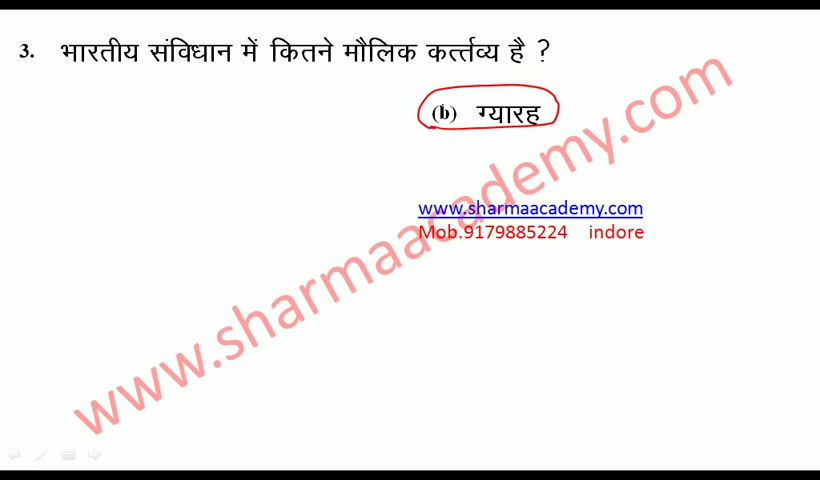 3. भारतीय संविधान में कितने मौलिक कर्त्तव्य है ?
(b) ग्यारह
www.sharmaacademy.com
Mob.9179885224 indore
www.sharmaacademy.com